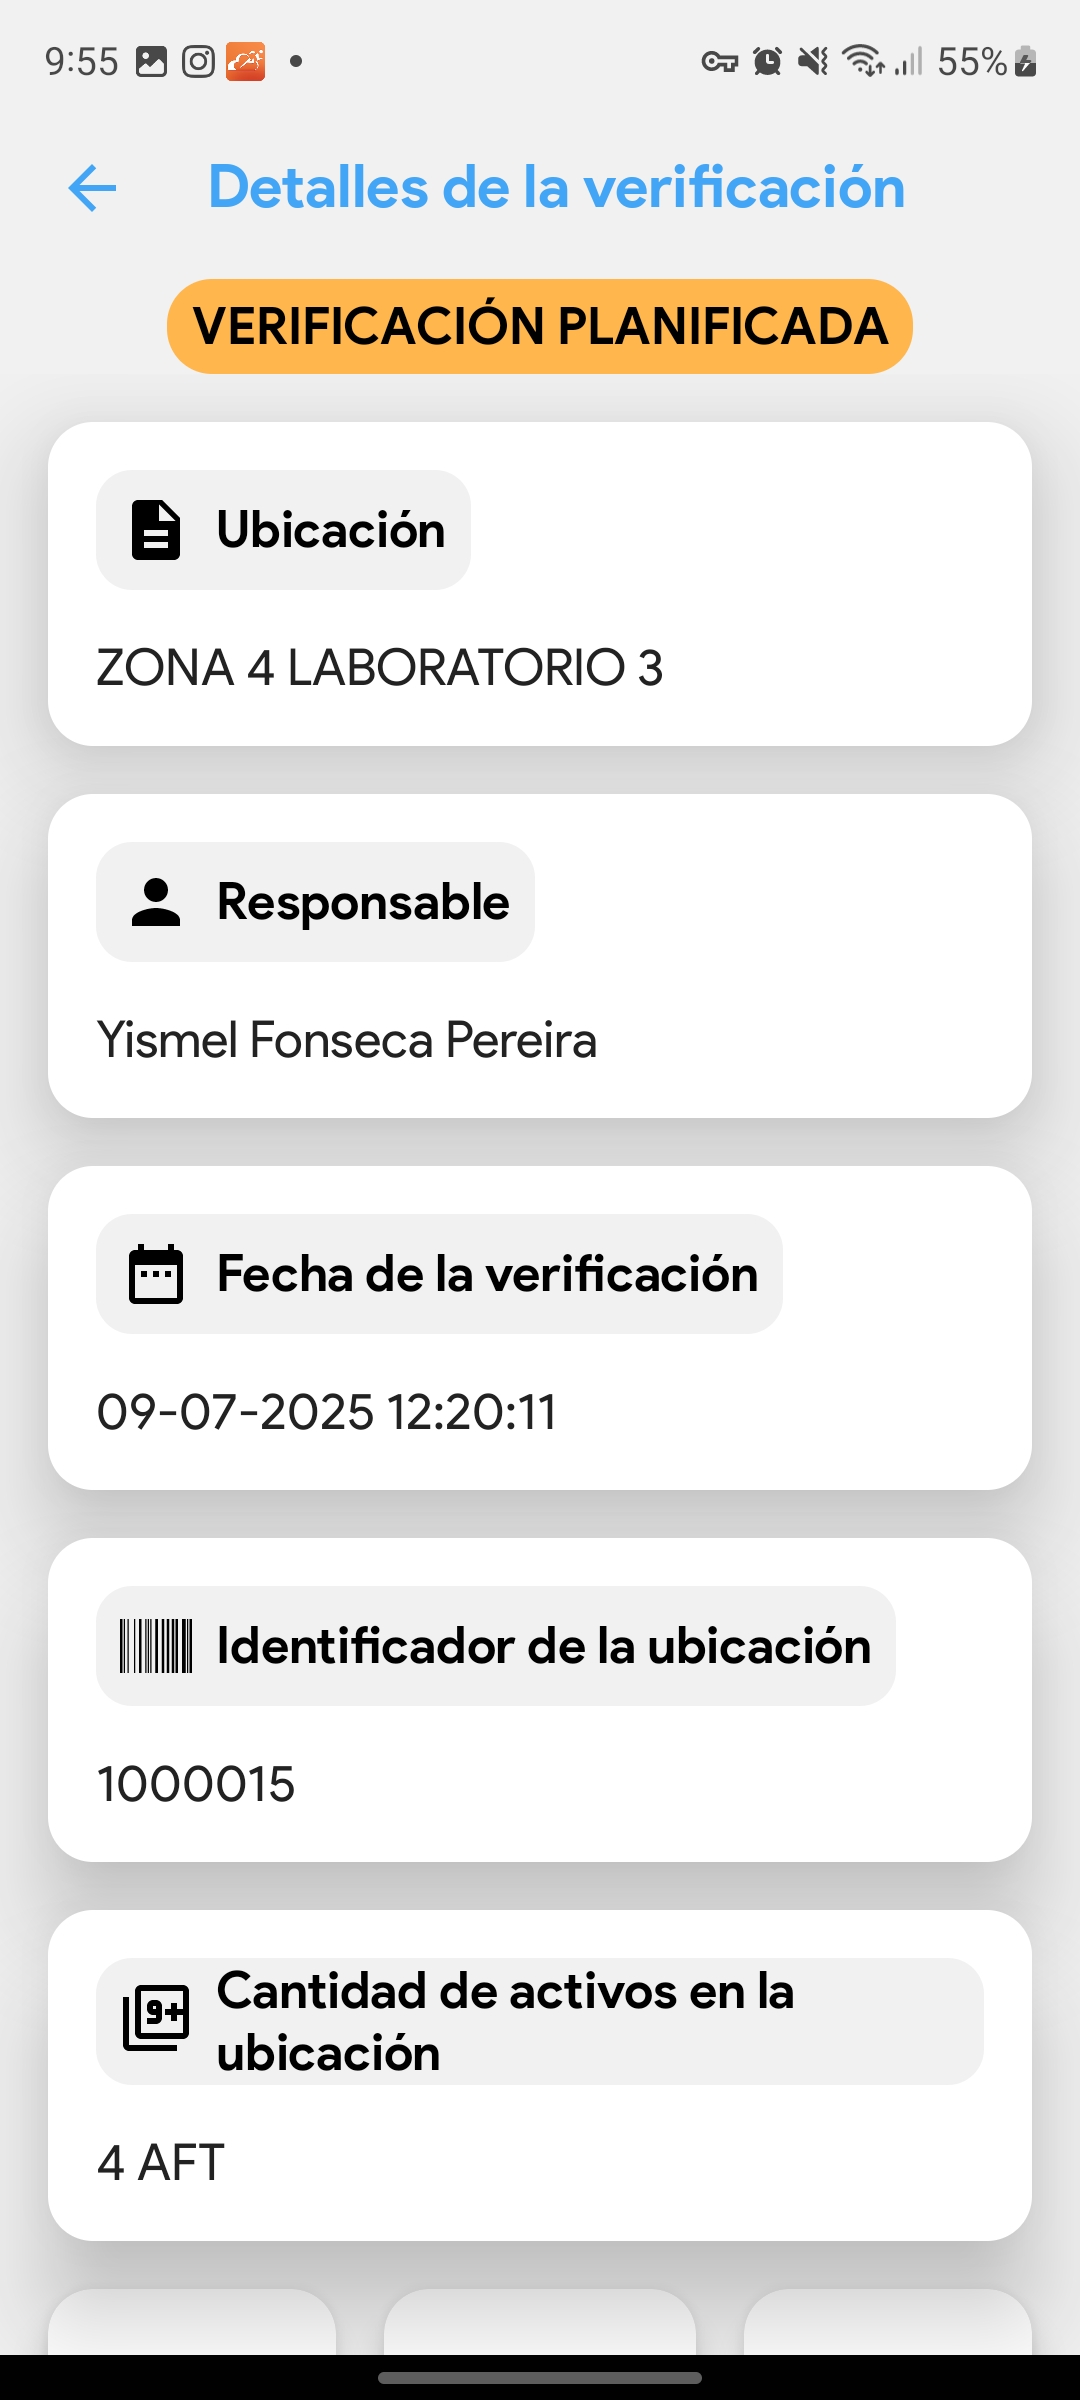 9:55
55%
Detalles de la verificación
VERIFICACIÓN PLANIFICADA
Ubicación
ZONA 4 LABORATORIO 3
Responsable
Yismel Fonseca Pereira
Fecha de la verificación
09-07-2025 12:20:11
Identificador de la ubicación
1000015
9+
Cantidad de activos en la
ubicación
4 AFT